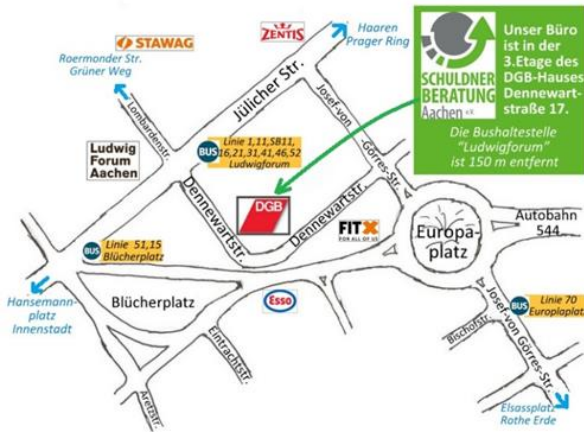 STAWAG
ZENTIS
Haaren
Prager Ring
Roermonder Str.
Grüner Weg
Jülicher Str.
Josef-von
-Görres-Str.
Lombardenstr.
SCHULDNER
BERATUNG
Aachen e.V.
Unser Büro
ist in der
3.Etage des
DGB-Hauses
Dennewart-
straße 17.
Die Bushaltestelle
"Ludwigforum"
ist 150 m entfernt
Ludwig
Forum
Aachen
BUS
Linie 1,11,SB11,
16,21,31,41,46,52
Ludwigforum
Dennewartstr.
DGB
Dennewartstr.
FITX
FOR ALL OF US
Europa-
platz
Autobahn
544
BUS
Linie 51,15
Blücherplatz
Hansemann-
platz
Innenstadt
Blücherplatz
Esso
BUS
Linie 70
Europlaplatz
Eintrachtstr.
Bischofstr.
Josef-von Görres-Str.
Aretzstr.
Elsassplatz
Rothe Erde